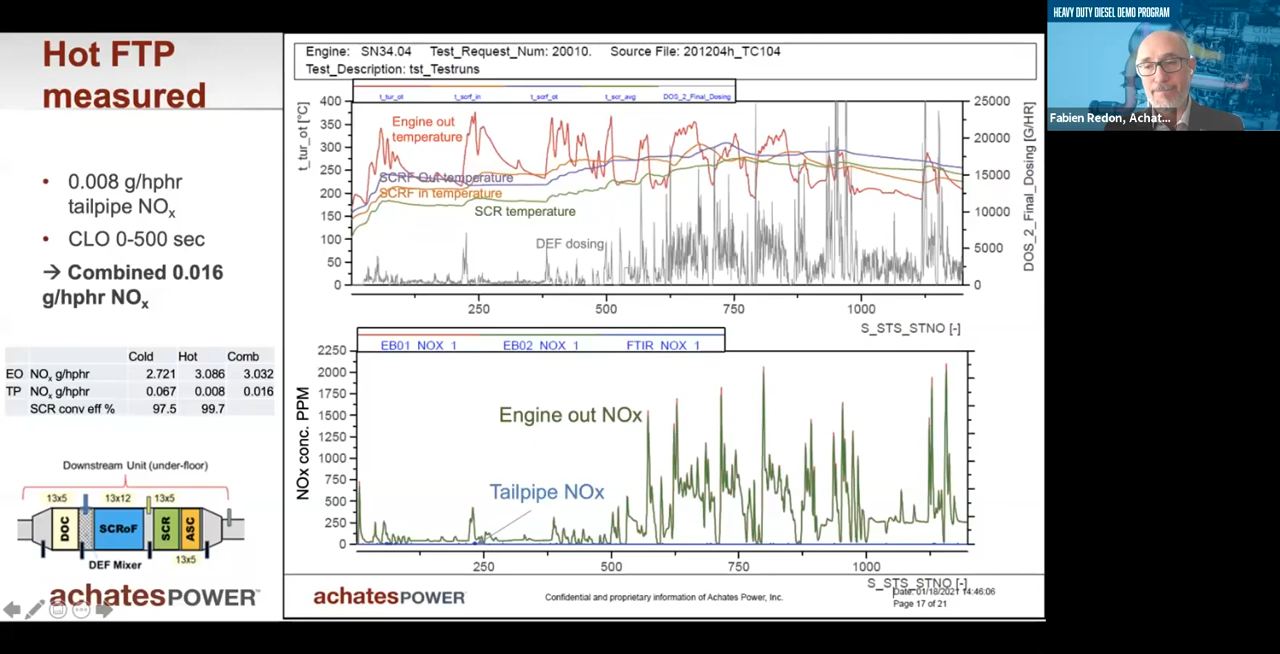 HEAVY DUTY DIESEL DEMO PROGRAM
Fabien Redon, Achat...
Hot FTP
measured
• 0.008 g/hphr
tailpipe NOx
• CLO 0-500 sec
→ Combined 0.016
g/hphr NOx
Cold Hot Comb
EO NOx g/hphr 2.721 3.086 3.032
TP NOx g/hphr 0.067 0.008 0.016
SCR conv eff % 97.5 99.7
Downstream Unit (under-floor)
13x5 13x12 13x5
DOC SCRoF SCR ASC
DEF Mixer 13x5
achatesPOWER™
Engine: SN34.04 Test_Request_Num: 20010. Source File: 201204h_TC104
Test_Description: tst_Testruns
t_tur_ot t_scrf_in t_scrf_ot t_scr_avg DOS_2_Final_Dosing
t_tur_ot [°C]
400
350
300
250
200
150
100
50
0
Engine out
temperature
SCRF Out temperature
SCRF in temperature
SCR temperature
DEF dosing
25000
20000
15000
10000
5000
0
DOS_2_Final_Dosing [G/HR]
250 500 750 1000
S_STS_STNO [-]
EB01_NOX_1 EB02_NOX_1 FTIR_NOX_1
NOx conc. PPM
2250
2000
1750
1500
1250
1000
750
500
250
0
Engine out NOx
Tailpipe NOx
250 500 750 1000
S_STS_STNO [-]
achatesPOWER
Confidential and proprietary information of Achates Power, Inc.
Date: 01/18/2021 14:46:06
Page 17 of 21